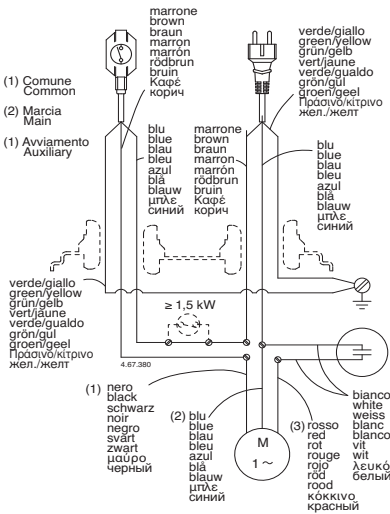 marrone
brown
braun
marron
marrón
rödbrun
bruin
Καφέ
корич
verde/giallo
green/yellow
grün/gelb
vert/jaune
verde/gualdo
grön/gül
groen/geel
Πράσινο/κίτρινο
жел./желт
(1) Comune
Common
(2) Marcia
Main
(1) Avviamento
Auxiliary
blu
blue
blau
bleu
azul
blå
blauw
μπλε
синий
marrone
brown
braun
marron
marrón
rödbrun
bruin
Καφέ
корич
blu
blue
blau
bleu
azul
blå
blauw
μπλε
синий
verde/giallo
green/yellow
grün/gelb
vert/jaune
verde/gualdo
grön/gül
groen/geel
Πράσινο/κίτρινο
жел./желт
≥ 1,5 kW
4.67.380
(1) nero
black
schwarz
noir
negro
svart
zwart
μαύρο
черный
(2) blu
blue
blau
bleu
azul
blå
blauw
μπλε
синий
M
1 ~
(3) rosso
red
rot
rouge
rojo
röd
rood
κόκκινο
красный
bianco
white
weiss
blanc
blanco
vit
wit
λευκό
белый